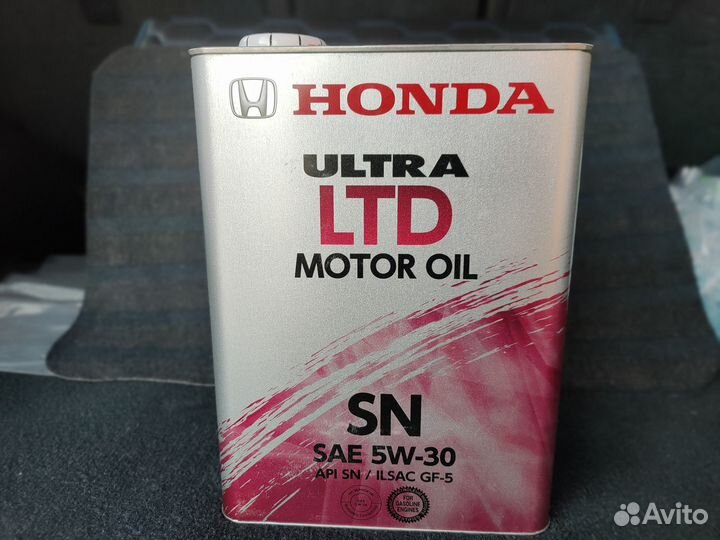 HONDA
ULTRA
LTD
MOTOR OIL
SN
SAE 5W-30
API SN / ILSAC GF-5
FOR
GASOLINE
ENGINES
Avito